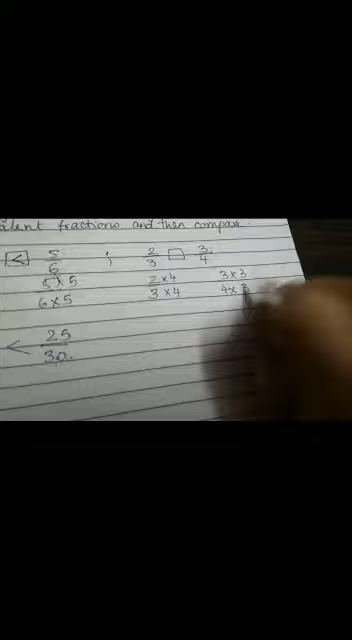 alent fractions and then compare.
< 5/6 ; 2/3 □ 3/4
5×5/6×5 2×4/3×4 3×3/4×3
< 25/30